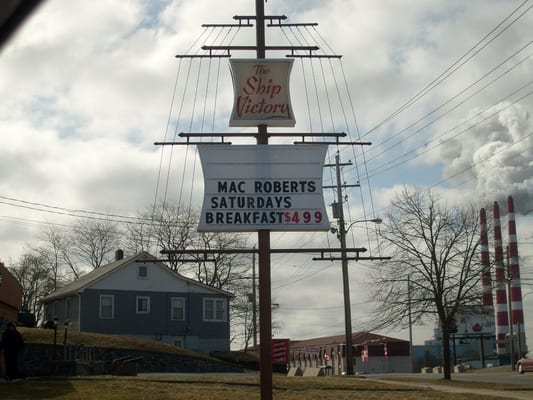 The
Ship
Victory
MAC ROBERTS
SATURDAYS
BREAKFAST$4 99